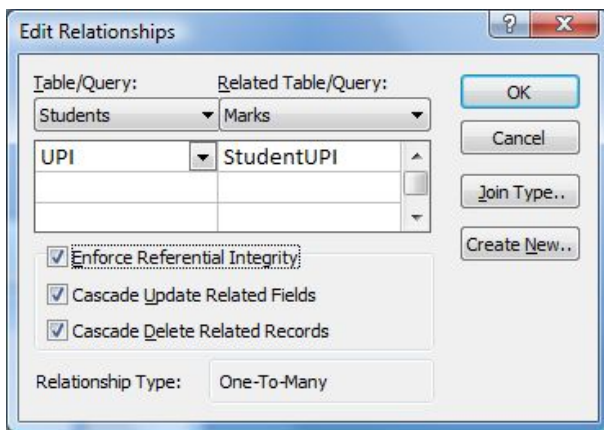 Edit Relationships
Table/Query: Related Table/Query:
Students Marks
UPI StudentUPI
Enforce Referential Integrity
Cascade Update Related Fields
Cascade Delete Related Records
Relationship Type: One-To-Many
OK
Cancel
Join Type..
Create New..